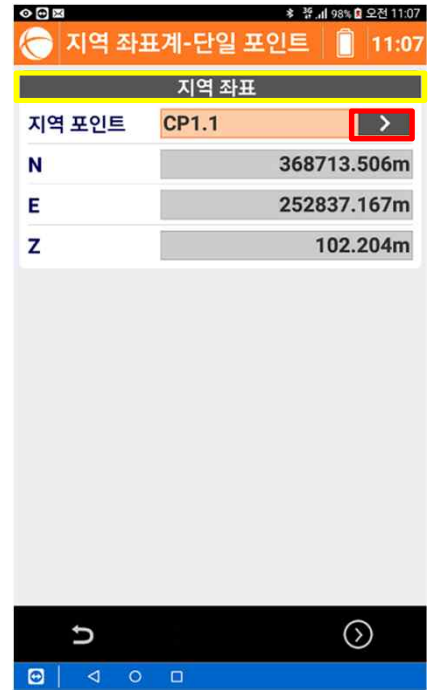 98% 오전 11:07
지역 좌표계-단일 포인트 11:07
지역 좌표
지역 포인트 CP1.1
N 368713.506m
E 252837.167m
Z 102.204m